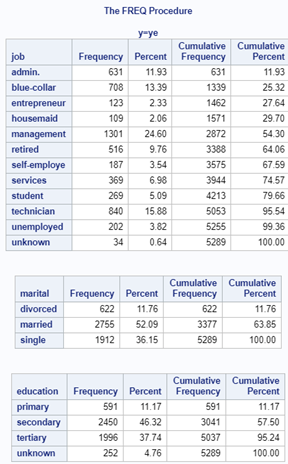 The FREQ Procedure
y=ye
job Frequency Percent Cumulative Frequency Cumulative Percent
admin. 631 11.93 631 11.93
blue-collar 708 13.39 1339 25.32
entrepreneur 123 2.33 1462 27.64
housemaid 109 2.06 1571 29.70
management 1301 24.60 2872 54.30
retired 516 9.76 3388 64.06
self-employe 187 3.54 3575 67.59
services 369 6.98 3944 74.57
student 269 5.09 4213 79.66
technician 840 15.88 5053 95.54
unemployed 202 3.82 5255 99.36
unknown 34 0.64 5289 100.00
marital Frequency Percent Cumulative Frequency Cumulative Percent
divorced 622 11.76 622 11.76
married 2755 52.09 3377 63.85
single 1912 36.15 5289 100.00
education Frequency Percent Cumulative Frequency Cumulative Percent
primary 591 11.17 591 11.17
secondary 2450 46.32 3041 57.50
tertiary 1996 37.74 5037 95.24
unknown 252 4.76 5289 100.00